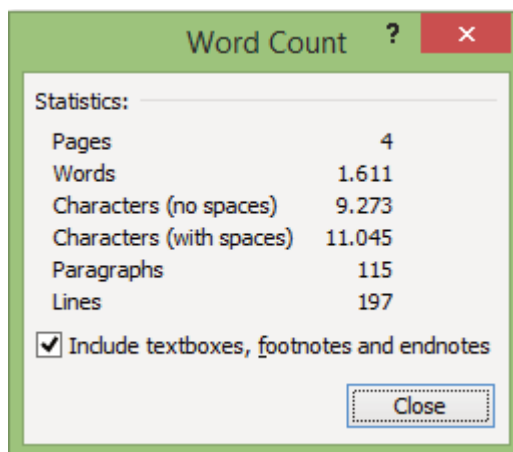 Word Count ? ×
Statistics:
Pages 4
Words 1.611
Characters (no spaces) 9.273
Characters (with spaces) 11.045
Paragraphs 115
Lines 197
Include textboxes, footnotes and endnotes
Close